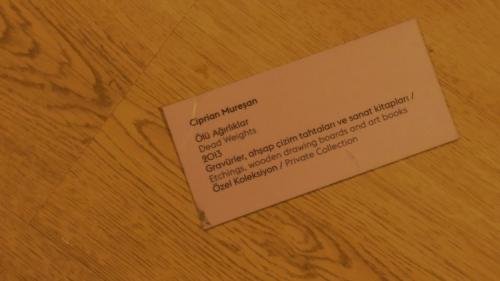 Ciprian Mureşan
Ölü Ağırlıklar
Dead Weights
2013
Gravürler, ahşap çizim tahtaları ve sanat kitapları /
Etchings, wooden drawing boards and art books
Özel Koleksiyon / Private Collection